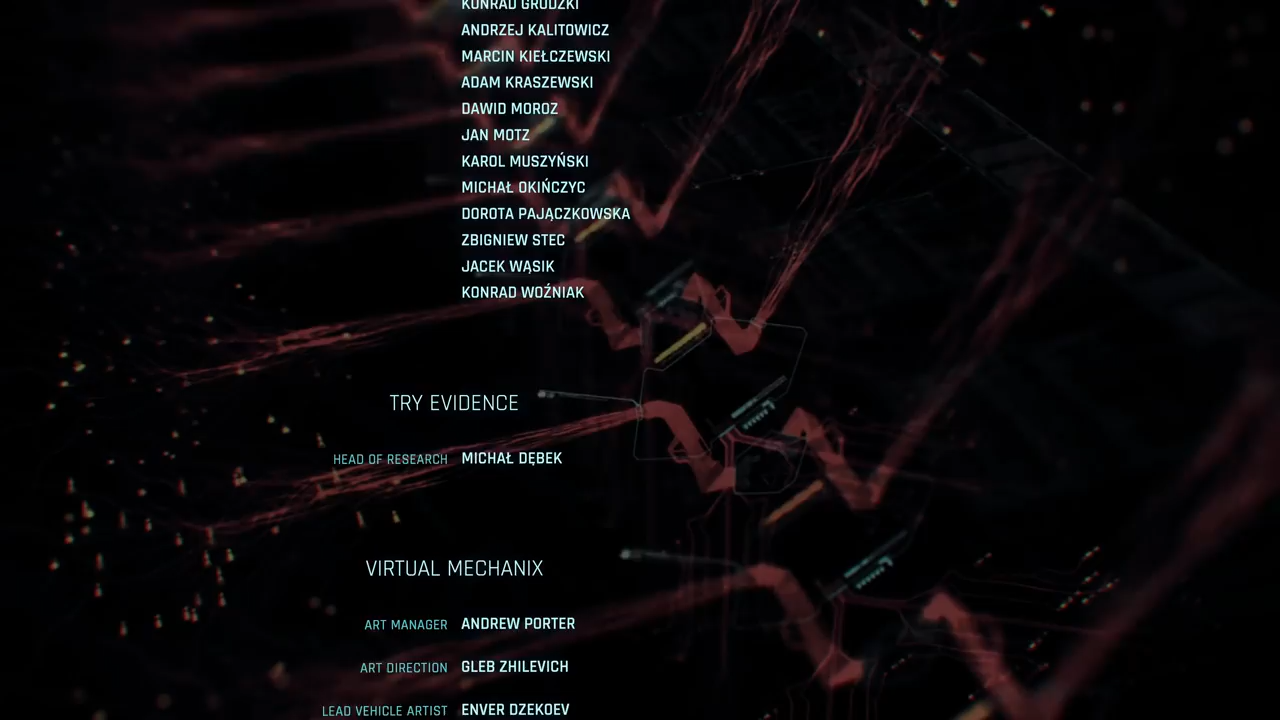 KONRAD GRODZKI
ANDRZEJ KALITOWICZ
MARCIN KIEŁCZEWSKI
ADAM KRASZEWSKI
DAWID MOROZ
JAN MOTZ
KAROL MUSZYŃSKI
MICHAŁ OKIŃCZYC
DOROTA PAJĄCZKOWSKA
ZBIGNIEW STEC
JACEK WĄSIK
KONRAD WOŹNIAK
TRY EVIDENCE
HEAD OF RESEARCH MICHAŁ DĘBEK
VIRTUAL MECHANIX
ART MANAGER ANDREW PORTER
ART DIRECTION GLEB ZHILEVICH
LEAD VEHICLE ARTIST ENVER DZEKOEV